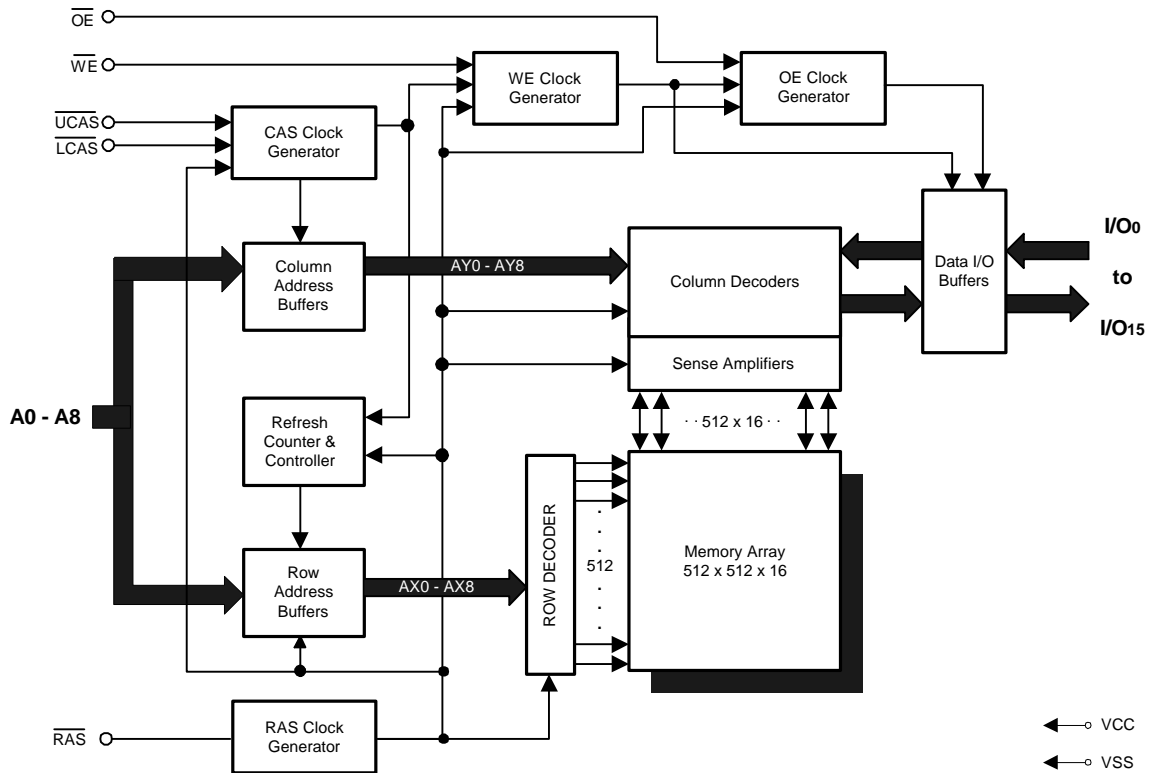 OE
WE
UCAS
LCAS
WE Clock
Generator
OE Clock
Generator
CAS Clock
Generator
Column
Address
Buffers
AY0 - AY8
Column Decoders
Data I/O
Buffers
I/O0
to
I/O15
Sense Amplifiers
A0 - A8
Refresh
Counter &
Controller
· · 512 x 16 · ·
ROW DECODER
512
Memory Array
512 x 512 x 16
Row
Address
Buffers
AX0 - AX8
RAS
RAS Clock
Generator
VCC
VSS